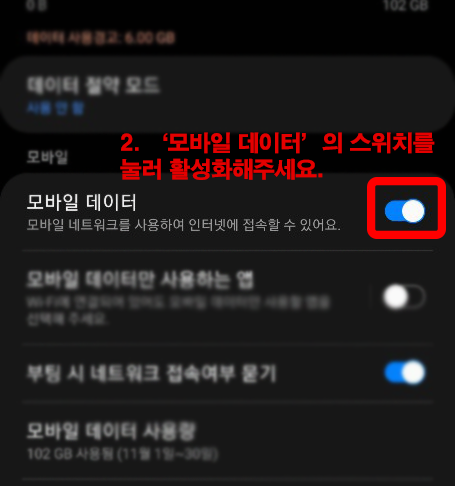 0 B
102 GB
데이터 사용경고: 6.00 GB
데이터 절약 모드
사용 안 함
모바일
2. ‘모바일 데이터’ 의 스위치를
눌러 활성화해주세요.
모바일 데이터
모바일 네트워크를 사용하여 인터넷에 접속할 수 있어요.
모바일 데이터만 사용하는 앱
Wi-Fi에 연결되어 있어도 모바일 데이터만 사용할 앱을
선택해 주세요.
부팅 시 네트워크 접속여부 묻기
모바일 데이터 사용량
102 GB 사용됨 (11월 1일~30일)